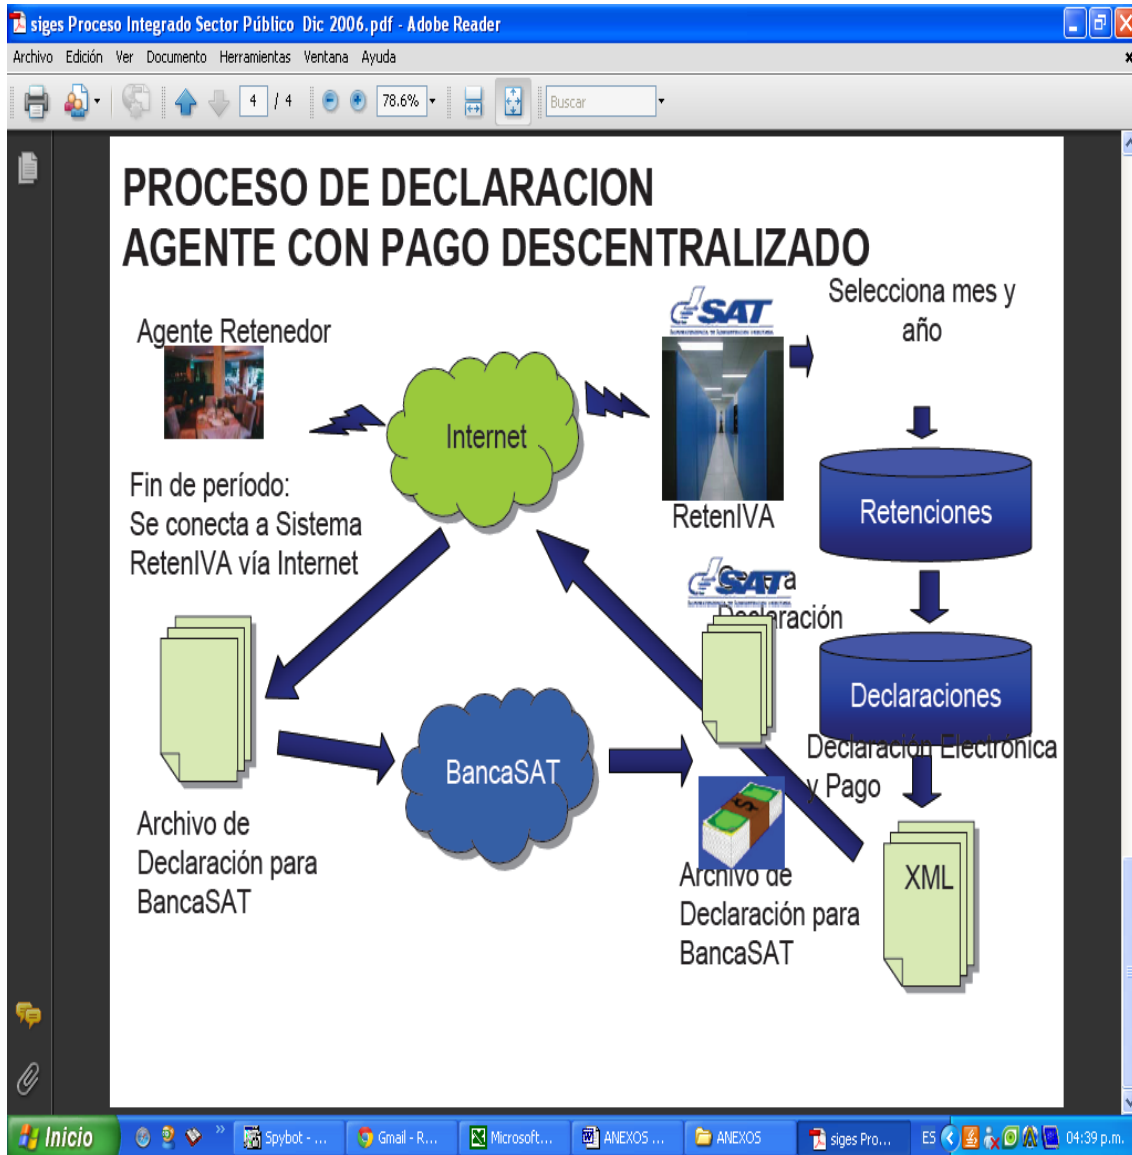 siges Proceso Integrado Sector Público Dic 2006.pdf - Adobe Reader
Archivo Edición Ver Documento Herramientas Ventana Ayuda
4 / 4 78.6% Buscar
PROCESO DE DECLARACION
AGENTE CON PAGO DESCENTRALIZADO
Agente Retenedor
Internet
SAT
Selecciona mes y
año
Fin de período:
Se conecta a Sistema
RetenIVA vía Internet
RetenIVA
Retenciones
SAT
Declaración
Declaraciones
Declaración Electrónica
y Pago
BancaSAT
Archivo de
Declaración para
BancaSAT
Archivo de
Declaración para
BancaSAT
XML
Inicio
Spybot - ...
Gmail - R...
Microsoft...
ANEXOS ...
ANEXOS
siges Pro...
ES
04:39 p.m.